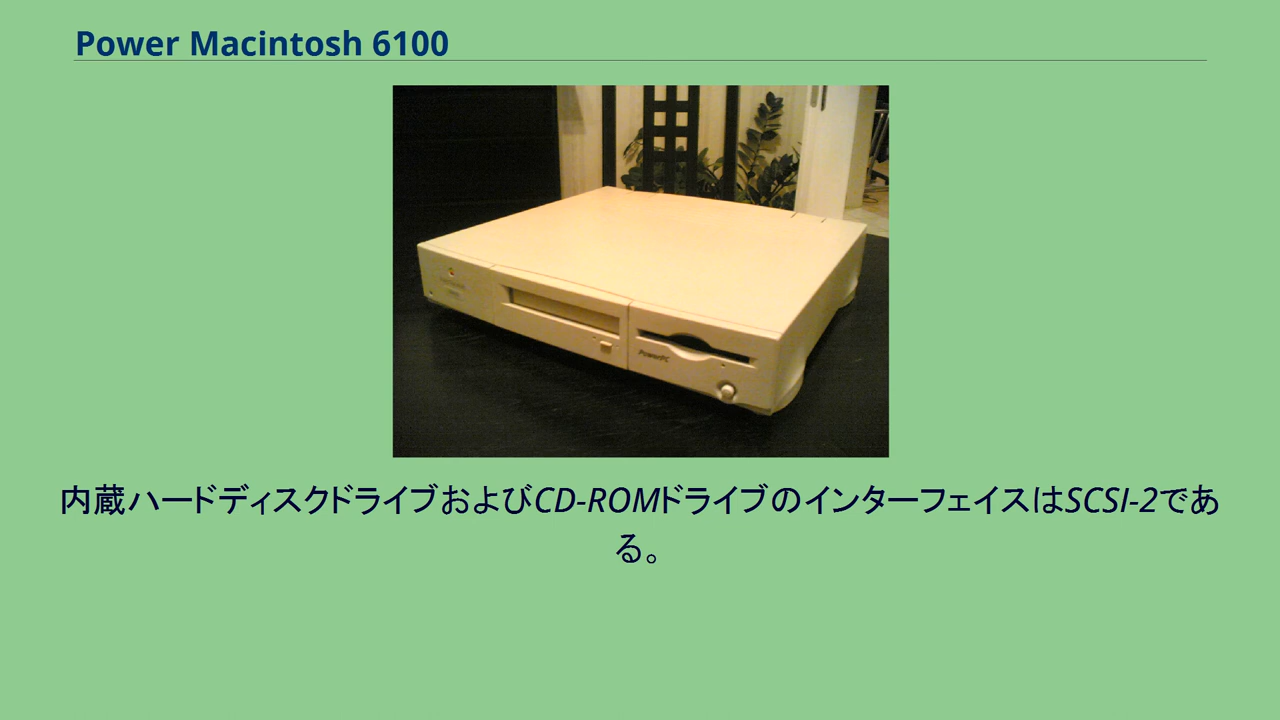 Power Macintosh 6100
PowerPC
内蔵ハードディスクドライブおよびCD-ROMドライブのインターフェイスはSCSI-2であ
る。